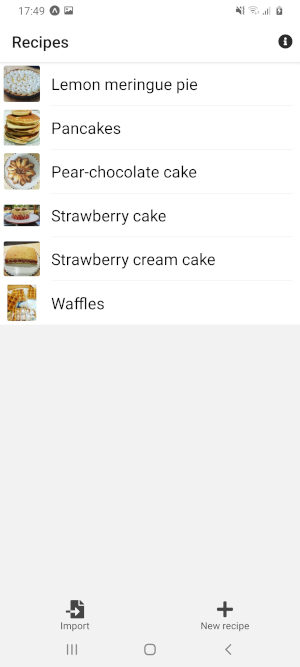 17:49
Recipes
Lemon meringue pie
Pancakes
Pear-chocolate cake
Strawberry cake
Strawberry cream cake
Waffles
Import
New recipe